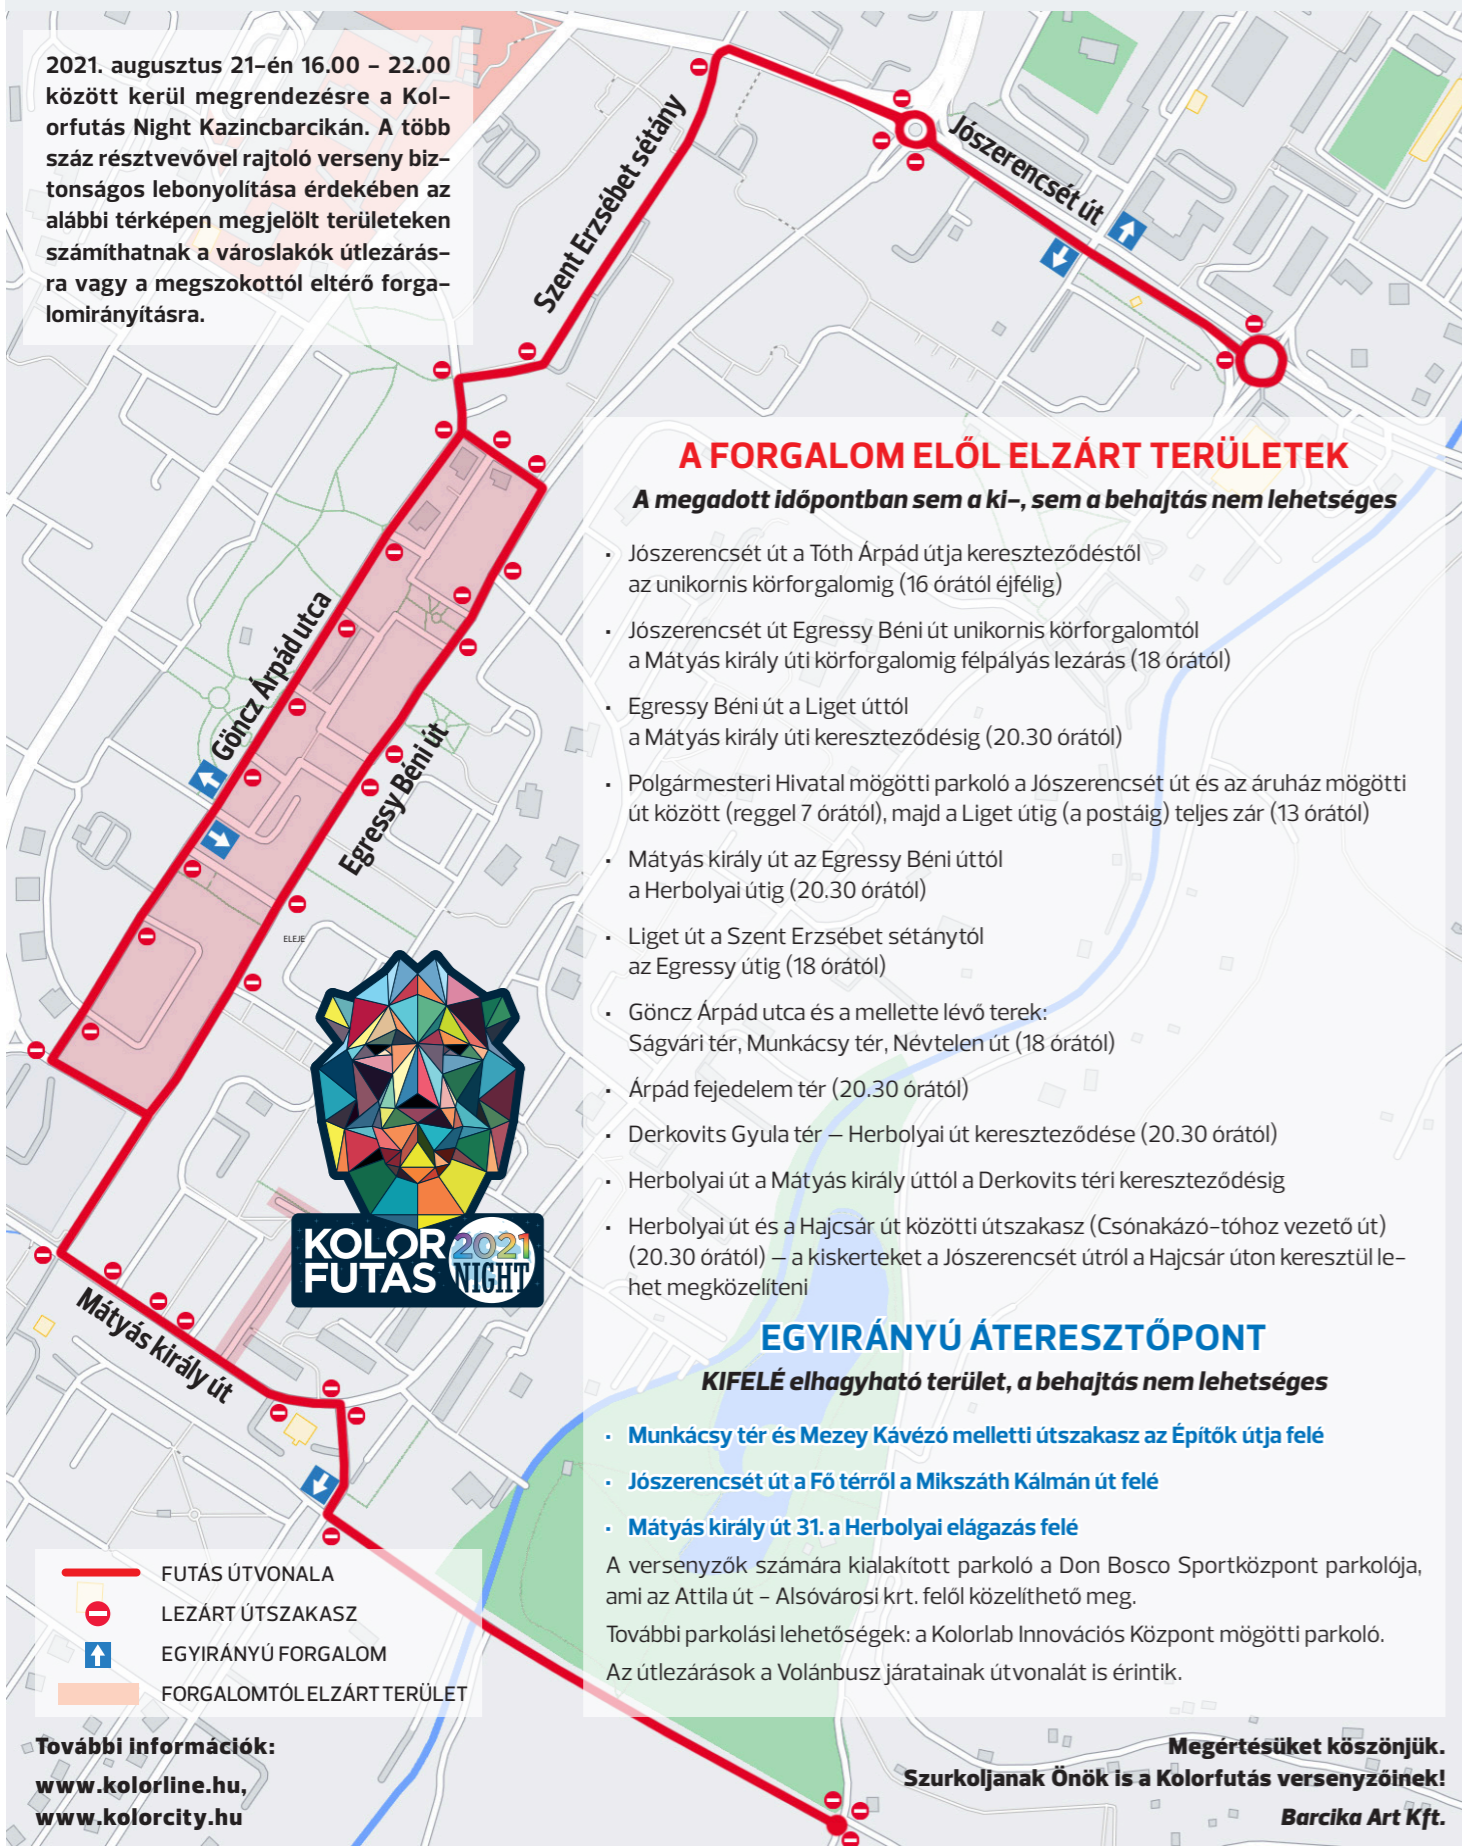 2021. augusztus 21-én 16.00 - 22.00
között kerül megrendezésre a Kol-
orfutás Night Kazincbarcikán. A több
száz résztvevővel rajtoló verseny biz-
tonságos lebonyolítása érdekében az
alábbi térképen megjelölt területeken
számíthatnak a városlakók útlezárás-
ra vagy a megszokottól eltérő forga-
lomirányításra.
Szent Erzsébet sétány
Jószerencsét út
Göncz Árpád utca
Egressy Béni út
ELEJE
Mátyás király út
KOLOR
FUTÁS
2021
NIGHT
A FORGALOM ELŐL ELZÁRT TERÜLETEK
A megadott időpontban sem a ki-, sem a behajtás nem lehetséges
• Jószerencsét út a Tóth Árpád útja kereszteződéstől
az unikornis körforgalomig (16 órától éjfélig)
• Jószerencsét út Egressy Béni út unikornis körforgalomtól
a Mátyás király úti körforgalomig félpályás lezárás (18 órától)
• Egressy Béni út a Liget úttól
a Mátyás király úti kereszteződésig (20.30 órától)
• Polgármesteri Hivatal mögötti parkoló a Jószerencsét út és az áruház mögötti
út között (reggel 7 órától), majd a Liget útig (a postáig) teljes zár (13 órától)
• Mátyás király út az Egressy Béni úttól
a Herbolyai útig (20.30 órától)
• Liget út a Szent Erzsébet sétánytól
az Egressy útig (18 órától)
• Göncz Árpád utca és a mellette lévő terek:
Ságvári tér, Munkácsy tér, Névtelen út (18 órától)
• Árpád fejedelem tér (20.30 órától)
• Derkovits Gyula tér – Herbolyai út kereszteződése (20.30 órától)
• Herbolyai út a Mátyás király úttól a Derkovits téri kereszteződésig
• Herbolyai út és a Hajcsár út közötti útszakasz (Csónakázó-tóhoz vezető út)
(20.30 órától) – a kiskerteket a Jószerencsét útról a Hajcsár úton keresztül le-
het megközelíteni
EGYIRÁNYÚ ÁTERESZTŐPONT
KIFELÉ elhagyható terület, a behajtás nem lehetséges
• Munkácsy tér és Mezey Kávézó melletti útszakasz az Építők útja felé
• Jószerencsét út a Fő térről a Mikszáth Kálmán út felé
• Mátyás király út 31. a Herbolyai elágazás felé
A versenyzők számára kialakított parkoló a Don Bosco Sportközpont parkolója,
ami az Attila út - Alsóvárosi krt. felől közelíthető meg.
További parkolási lehetőségek: a Kolorlab Innovációs Központ mögötti parkoló.
Az útlezárások a Volánbusz járatainak útvonalát is érintik.
FUTÁS ÚTVONALA
LEZÁRT ÚTSZAKASZ
EGYIRÁNYÚ FORGALOM
FORGALOMTÓL ELZÁRT TERÜLET
További információk:
www.kolorline.hu,
www.kolorcity.hu
Megértésüket köszönjük.
Szurkoljanak Önök is a Kolorfutás versenyzőinek!
Barcika Art Kft.